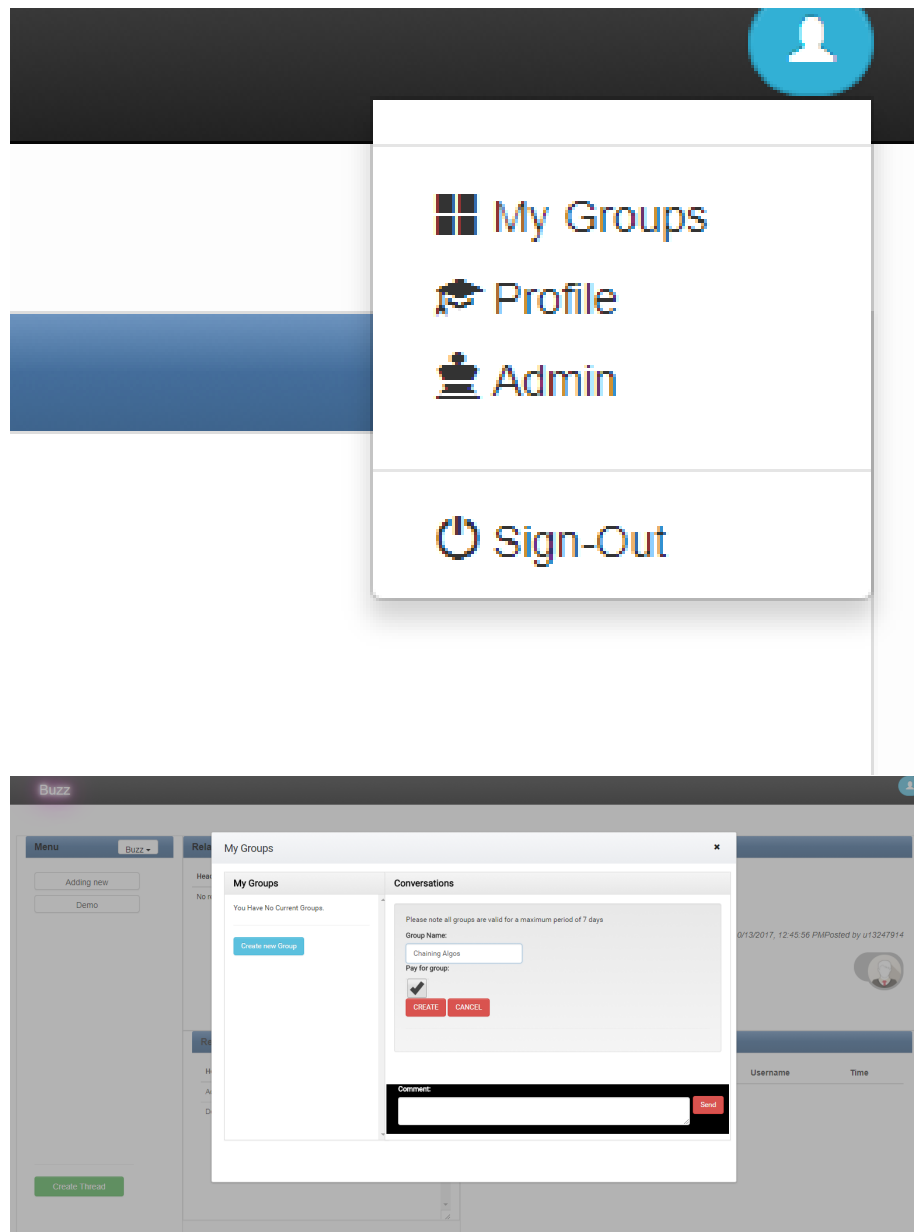 My Groups
Profile
Admin
Sign-Out
Buzz
Menu
Buzz
Adding new
Demo
Create Thread
Rela
My Groups
×
My Groups
You Have No Current Groups.
Create new Group
Conversations
Please note all groups are valid for a maximum period of 7 days
Group Name:
Chaining Algos
Pay for group:
CREATE CANCEL
Comment:
Send
0/13/2017, 12:45:56 PMPosted by u13247914
Username Time